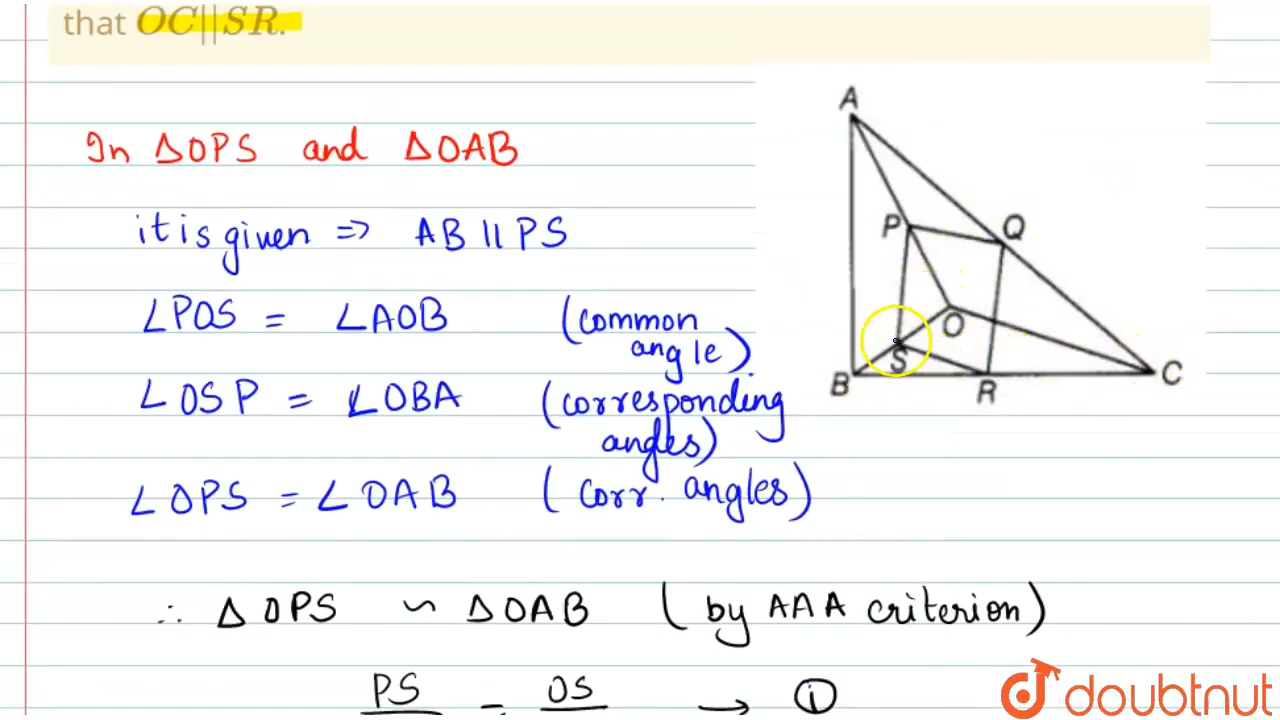 that OC||SR.
In ΔOPS and ΔOAB
it is given => AB || PS
∠POS = ∠AOB (common angle)
∠OSP = ∠OBA (corresponding angles)
∠OPS = ∠OAB (corr. angles)
∴ ΔOPS ~ ΔOAB (by AAA criterion)
PS = OS → ①
A
P
Q
O
S
B
R
C
doubtnut